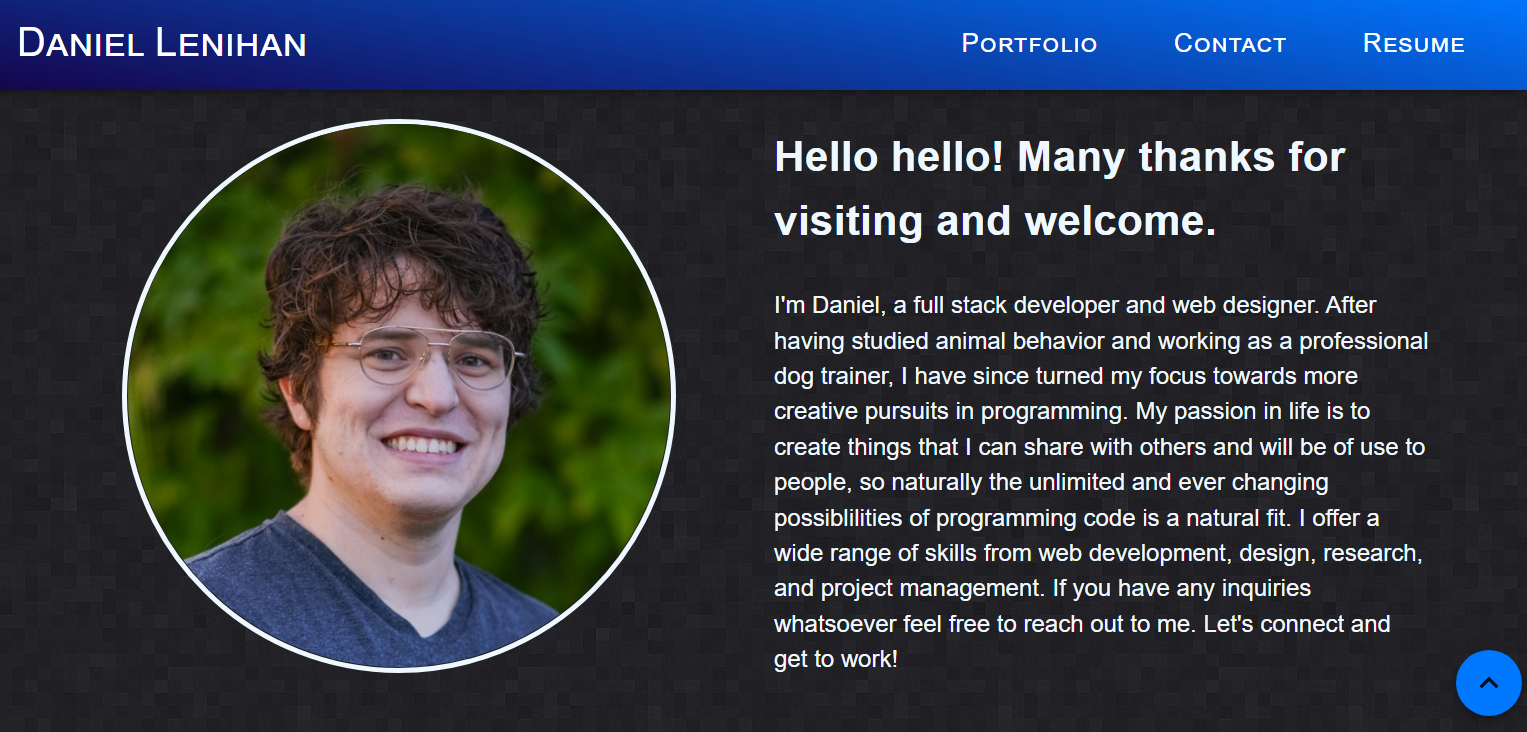 Daniel Lenihan
Portfolio Contact Resume
Hello hello! Many thanks for
visiting and welcome.
I'm Daniel, a full stack developer and web designer. After
having studied animal behavior and working as a professional
dog trainer, I have since turned my focus towards more
creative pursuits in programming. My passion in life is to
create things that I can share with others and will be of use to
people, so naturally the unlimited and ever changing
possiblilities of programming code is a natural fit. I offer a
wide range of skills from web development, design, research,
and project management. If you have any inquiries
whatsoever feel free to reach out to me. Let's connect and
get to work!